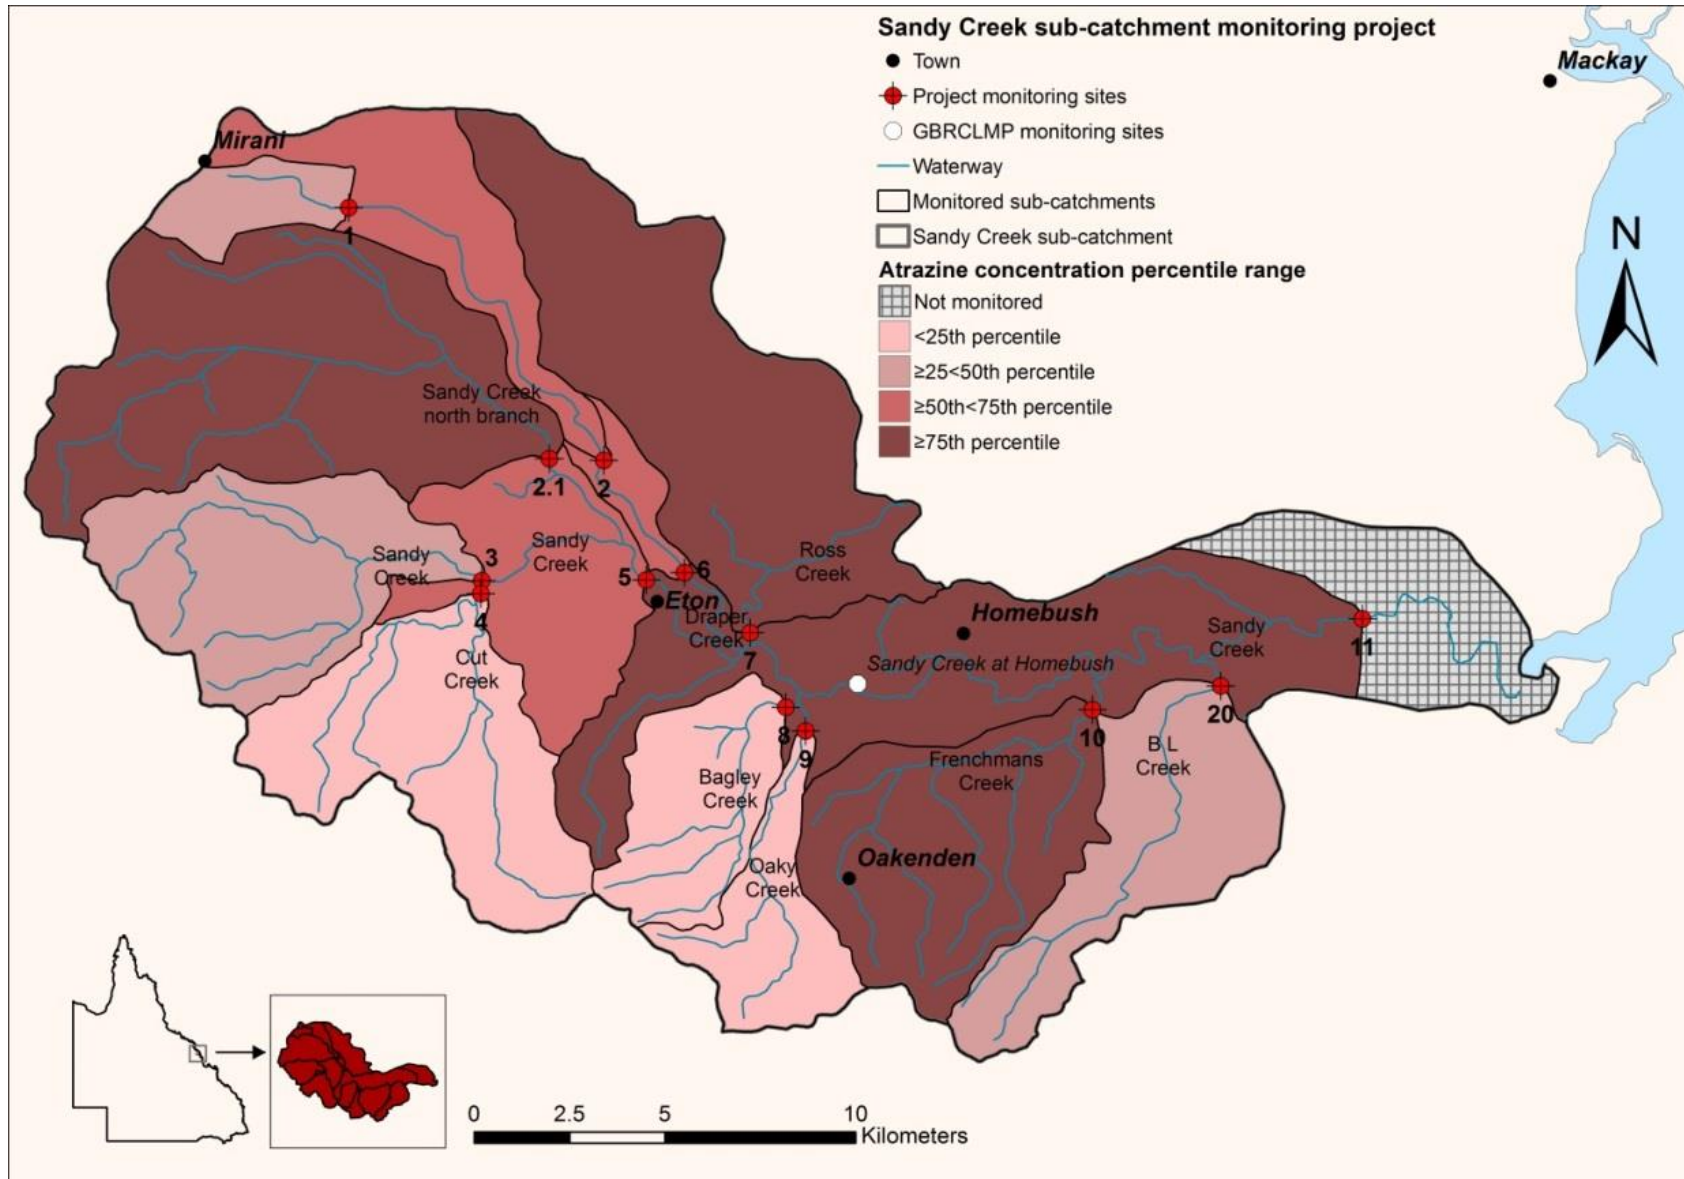 Sandy Creek sub-catchment monitoring project
Town
Project monitoring sites
GBRCLMP monitoring sites
Waterway
Monitored sub-catchments
Sandy Creek sub-catchment
Atrazine concentration percentile range
Not monitored
<25th percentile
≥25<50th percentile
≥50th<75th percentile
≥75th percentile
Mackay
N
Mirani
1
Sandy Creek
north branch
2.1
2
Sandy
Creek
3
4
Sandy
Creek
5
6
Eton
Ross
Creek
Draper
Creek
7
Cut
Creek
Homebush
Sandy Creek at Homebush
Sandy
Creek
11
8
9
10
20
Bagley
Creek
Frenchmans
Creek
B L
Creek
Oaky
Creek
Oakenden
0
2.5
5
10
Kilometers